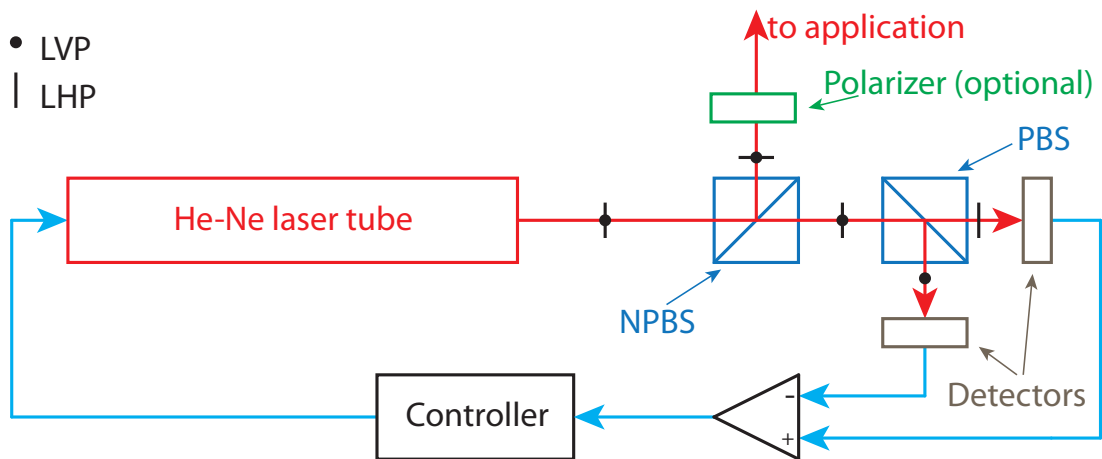 LVP
LHP
to application
Polarizer (optional)
PBS
He-Ne laser tube
NPBS
Detectors
Controller
-
+